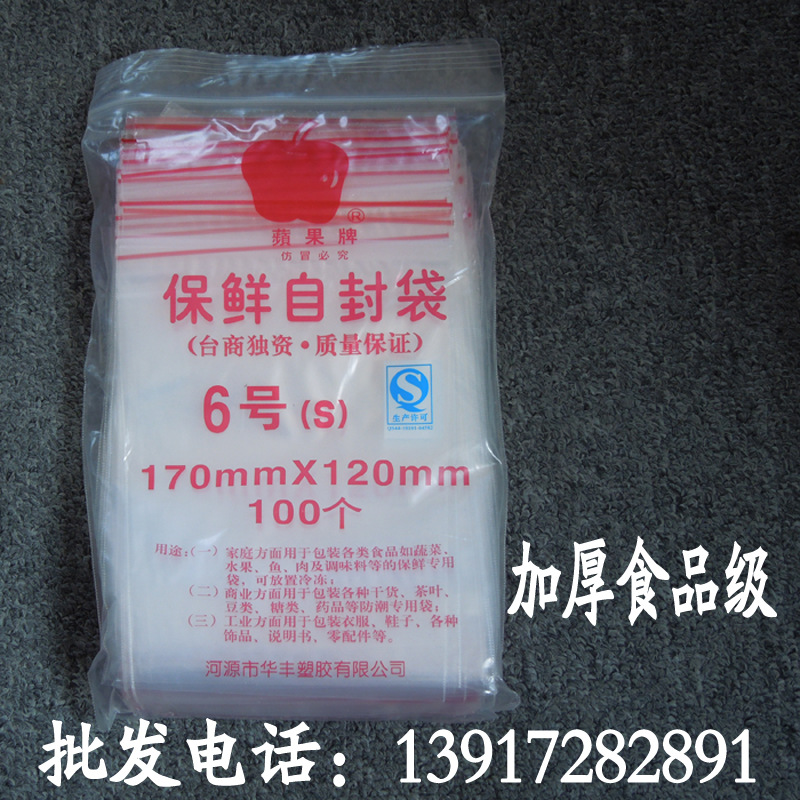 ®
蘋果牌
仿冒必究
保鲜自封袋
(台商独资·质量保证)
6号(S)
生产许可
170mmX120mm
100个
用途:(一)家庭方面用于包装各类食品如蔬菜、
水果、鱼、肉及调味料等的保鲜专用
袋,可放置冷冻;
(二)商业方面用于包装各种干货、茶叶、
豆类、糖类、药品等防潮专用袋;
(三)工业方面用于包装衣服、鞋子、各种
饰品、说明书,零配件等。
河源市华丰塑胶有限公司
加厚食品级
批发电话:13917282891